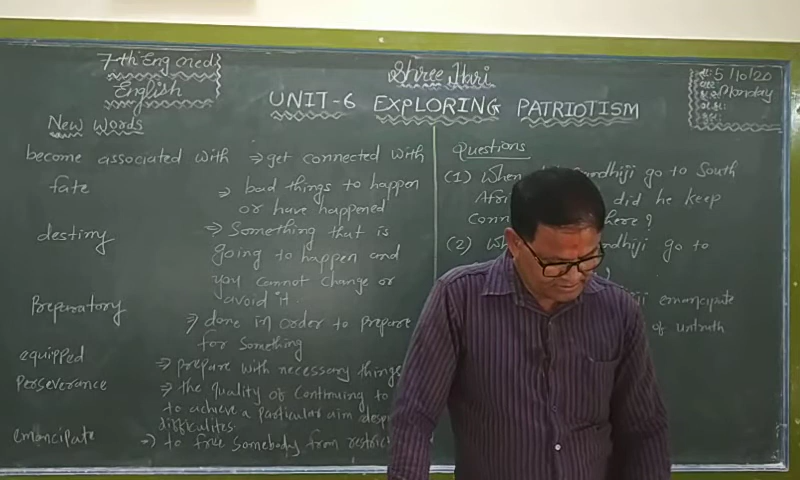 7th Eng med
English
Shree Hari
UNIT-6 EXPLORING PATRIOTISM
5/10/20
Monday
New Words
become associated with ⇒ get connected with
fate ⇒ bad things to happen
or have happened
destiny ⇒ Something that is
going to happen and
you cannot change or
avoid it.
Preparatory ⇒ done in order to prepare
for something
equipped ⇒ prepare with necessary things
Perseverance ⇒ the quality of Continuing to
to achieve a particular aim
difficulties
emancipate → to free Somebody from
Questions
(1) When go to South
did he keep
here ?
(2) go to
?
emancipate
of untruth